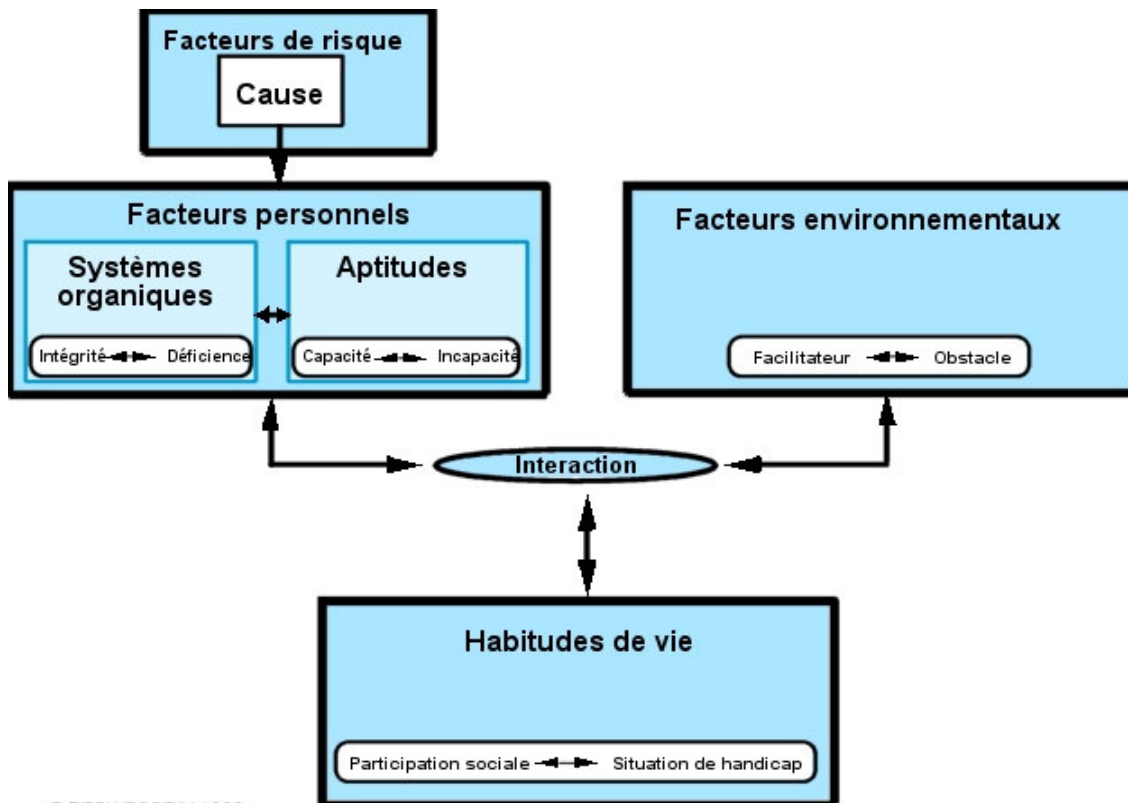 Facteurs de risque
Cause
Facteurs personnels
Systèmes
organiques
Intégrité Déficience
Aptitudes
Capacité Incapacité
Facteurs environnementaux
Facilitateur Obstacle
Interaction
Habitudes de vie
Participation sociale Situation de handicap